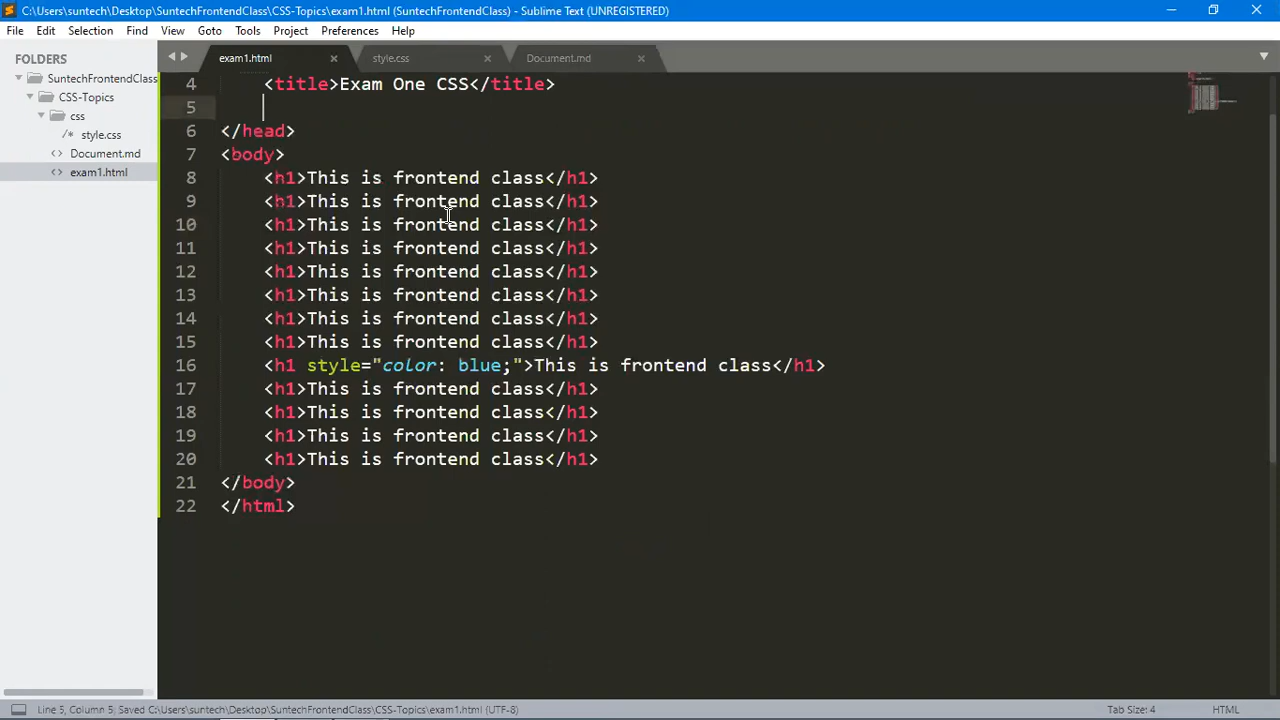 C:\Users\suntech\Desktop\SuntechFrontendClass\CSS-Topics\exam1.html (SuntechFrontendClass) - Sublime Text (UNREGISTERED)
File Edit Selection Find View Goto Tools Project Preferences Help
FOLDERS
SuntechFrontendClass
CSS-Topics
css
/* style.css
<> Document.md
<> exam1.html
exam1.html style.css Document.md
4 <title>Exam One CSS</title>
5
6 </head>
7 <body>
8 <h1>This is frontend class</h1>
9 <h1>This is frontend class</h1>
10 <h1>This is frontend class</h1>
11 <h1>This is frontend class</h1>
12 <h1>This is frontend class</h1>
13 <h1>This is frontend class</h1>
14 <h1>This is frontend class</h1>
15 <h1>This is frontend class</h1>
16 <h1 style="color: blue;">This is frontend class</h1>
17 <h1>This is frontend class</h1>
18 <h1>This is frontend class</h1>
19 <h1>This is frontend class</h1>
20 <h1>This is frontend class</h1>
21 </body>
22 </html>
Line 5, Column 5; Saved C:\Users\suntech\Desktop\SuntechFrontendClass\CSS-Topics\exam1.html (UTF-8) Tab Size: 4 HTML